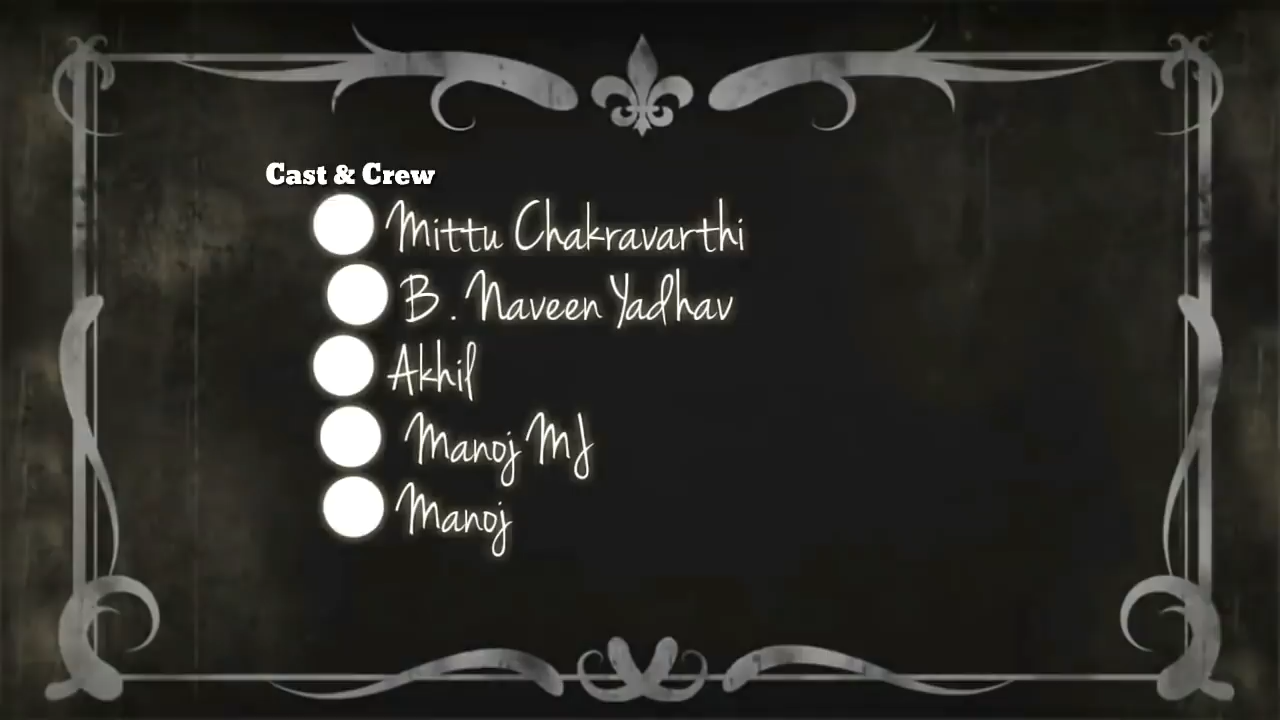 Cast & Crew
Mittu Chakravarthi
B . Naveen Yadhav
Akhil
Manoj MJ
Manoj